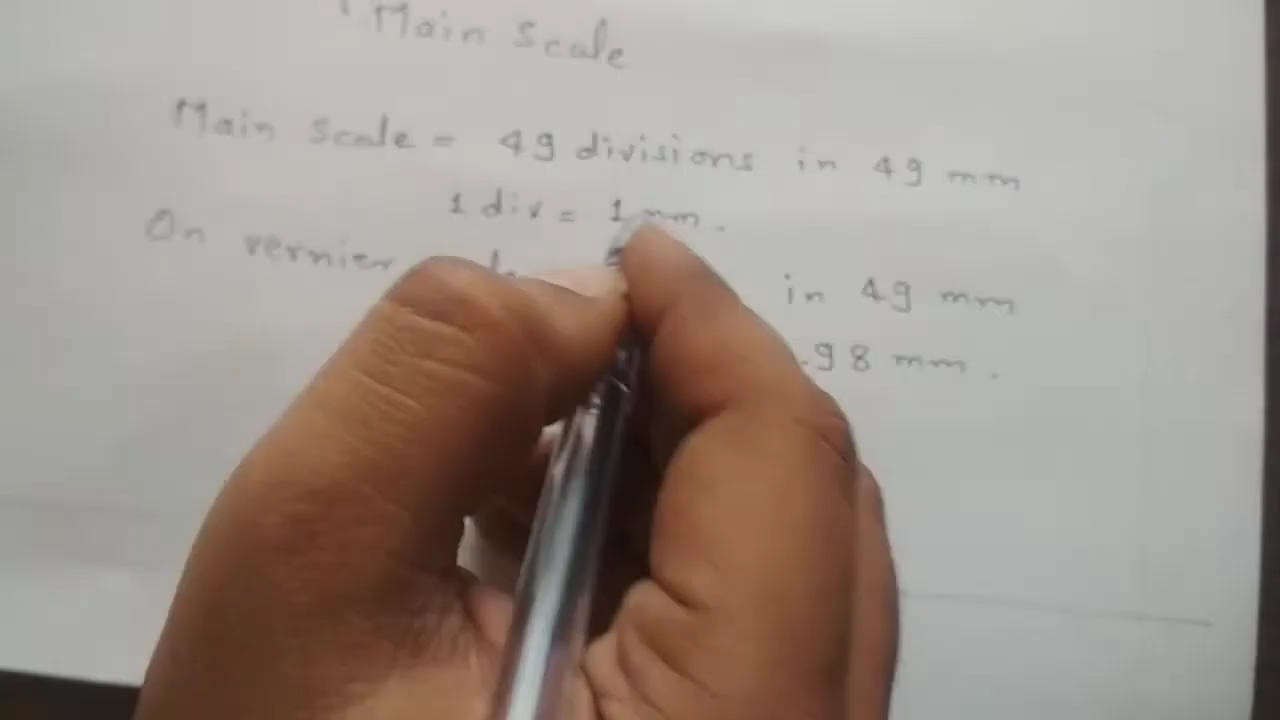 Main Scale
Main Scale = 49 divisions in 49 mm
1 div = 1 mm.
On vernier in 49 mm
.98 mm.